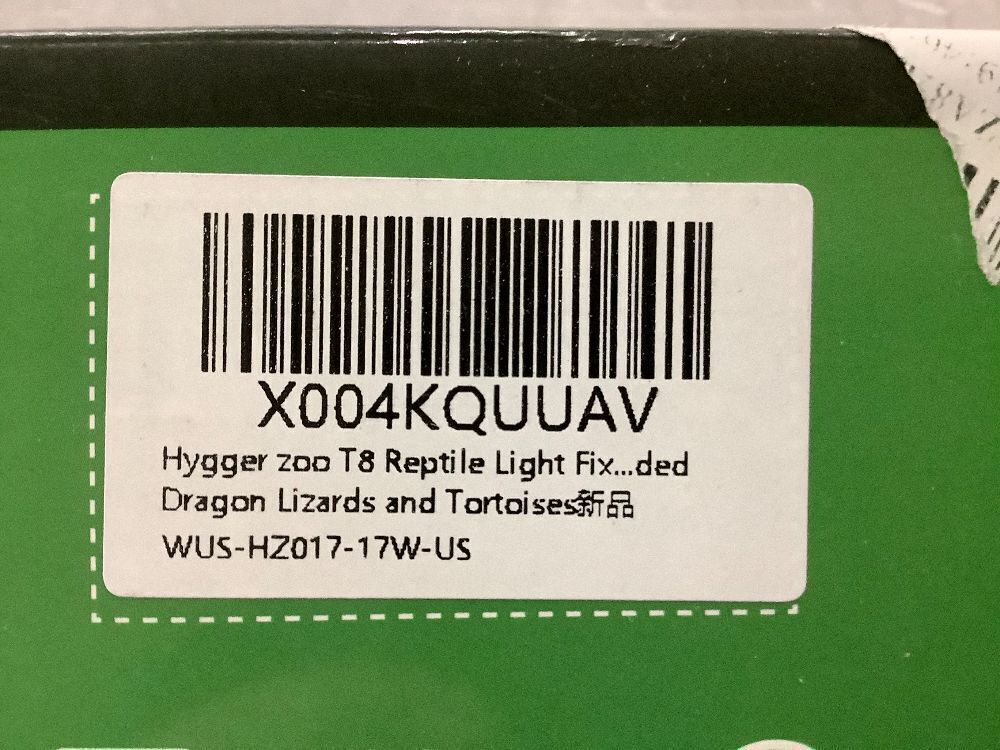 X004KQUUAV
Hygger zoo T8 Reptile Light Fix...ded
Dragon Lizards and Tortoises新品
WUS-HZ017-17W-US